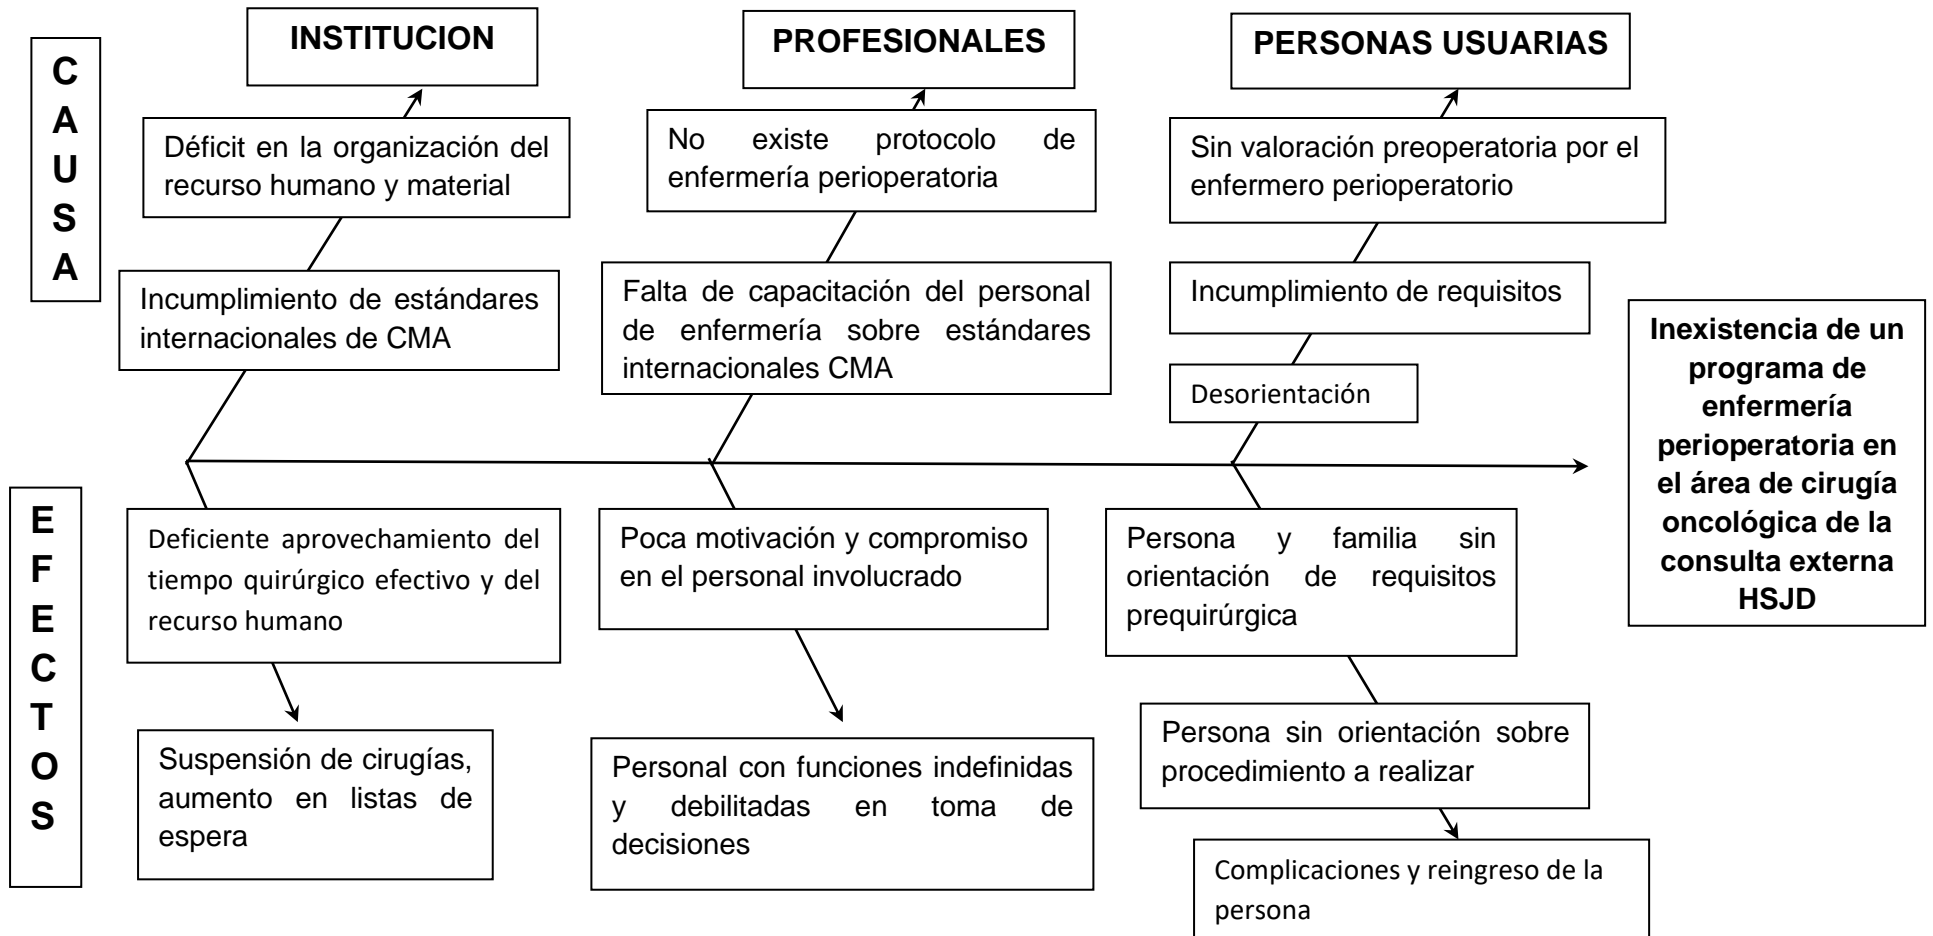 CAUSA
INSTITUCION
PROFESIONALES
PERSONAS USUARIAS
Déficit en la organización del
recurso humano y material
No existe protocolo de
enfermería perioperatoria
Sin valoración preoperatoria por el
enfermero perioperatorio
Incumplimiento de estándares
internacionales de CMA
Falta de capacitación del personal
de enfermería sobre estándares
internacionales CMA
Incumplimiento de requisitos
Desorientación
Inexistencia de un
programa de
enfermería
perioperatoria en
el área de cirugía
oncológica de la
consulta externa
HSJD
EFECTOS
Deficiente aprovechamiento del
tiempo quirúrgico efectivo y del
recurso humano
Poca motivación y compromiso
en el personal involucrado
Persona y familia sin
orientación de requisitos
prequirúrgica
Suspensión de cirugías,
aumento en listas de
espera
Personal con funciones indefinidas
y debilitadas en toma de
decisiones
Persona sin orientación sobre
procedimiento a realizar
Complicaciones y reingreso de la
persona